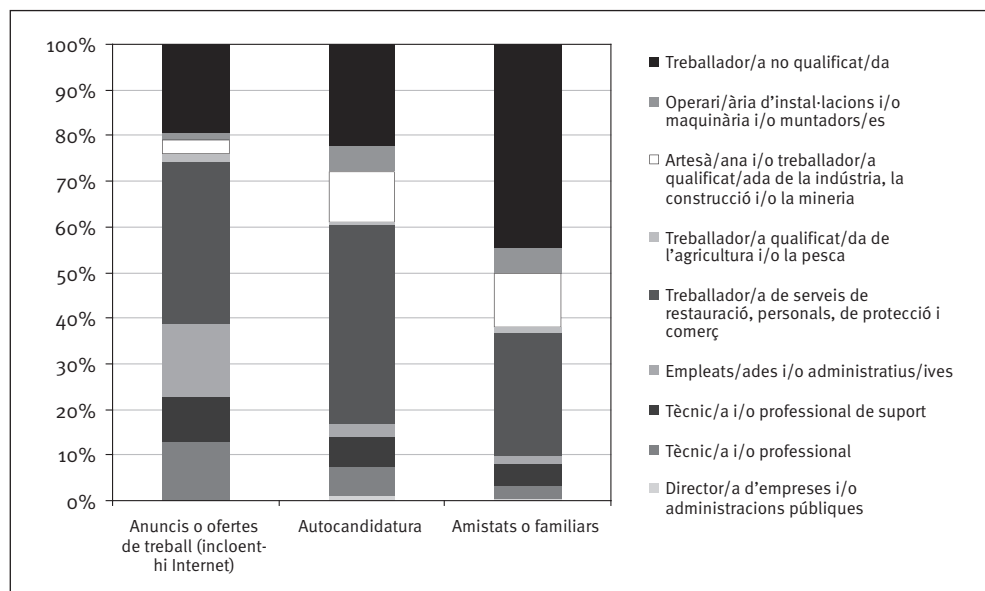 100%
90%
80%
70%
60%
50%
40%
30%
20%
10%
0%
Anuncis o ofertes
de treball (incloent-
hi Internet)
Autocandidatura
Amistats o familiars
Treballador/a no qualificat/da
Operari/ària d'instal·lacions i/o
maquinària i/o muntadors/es
Artesà/ana i/o treballador/a
qualificat/ada de la indústria, la
construcció i/o la mineria
Treballador/a qualificat/da de
l'agricultura i/o la pesca
Treballador/a de serveis de
restauració, personals, de protecció i
comerç
Empleats/ades i/o administratius/ives
Tècnic/a i/o professional de suport
Tècnic/a i/o professional
Director/a d'empreses i/o
administracions públiques